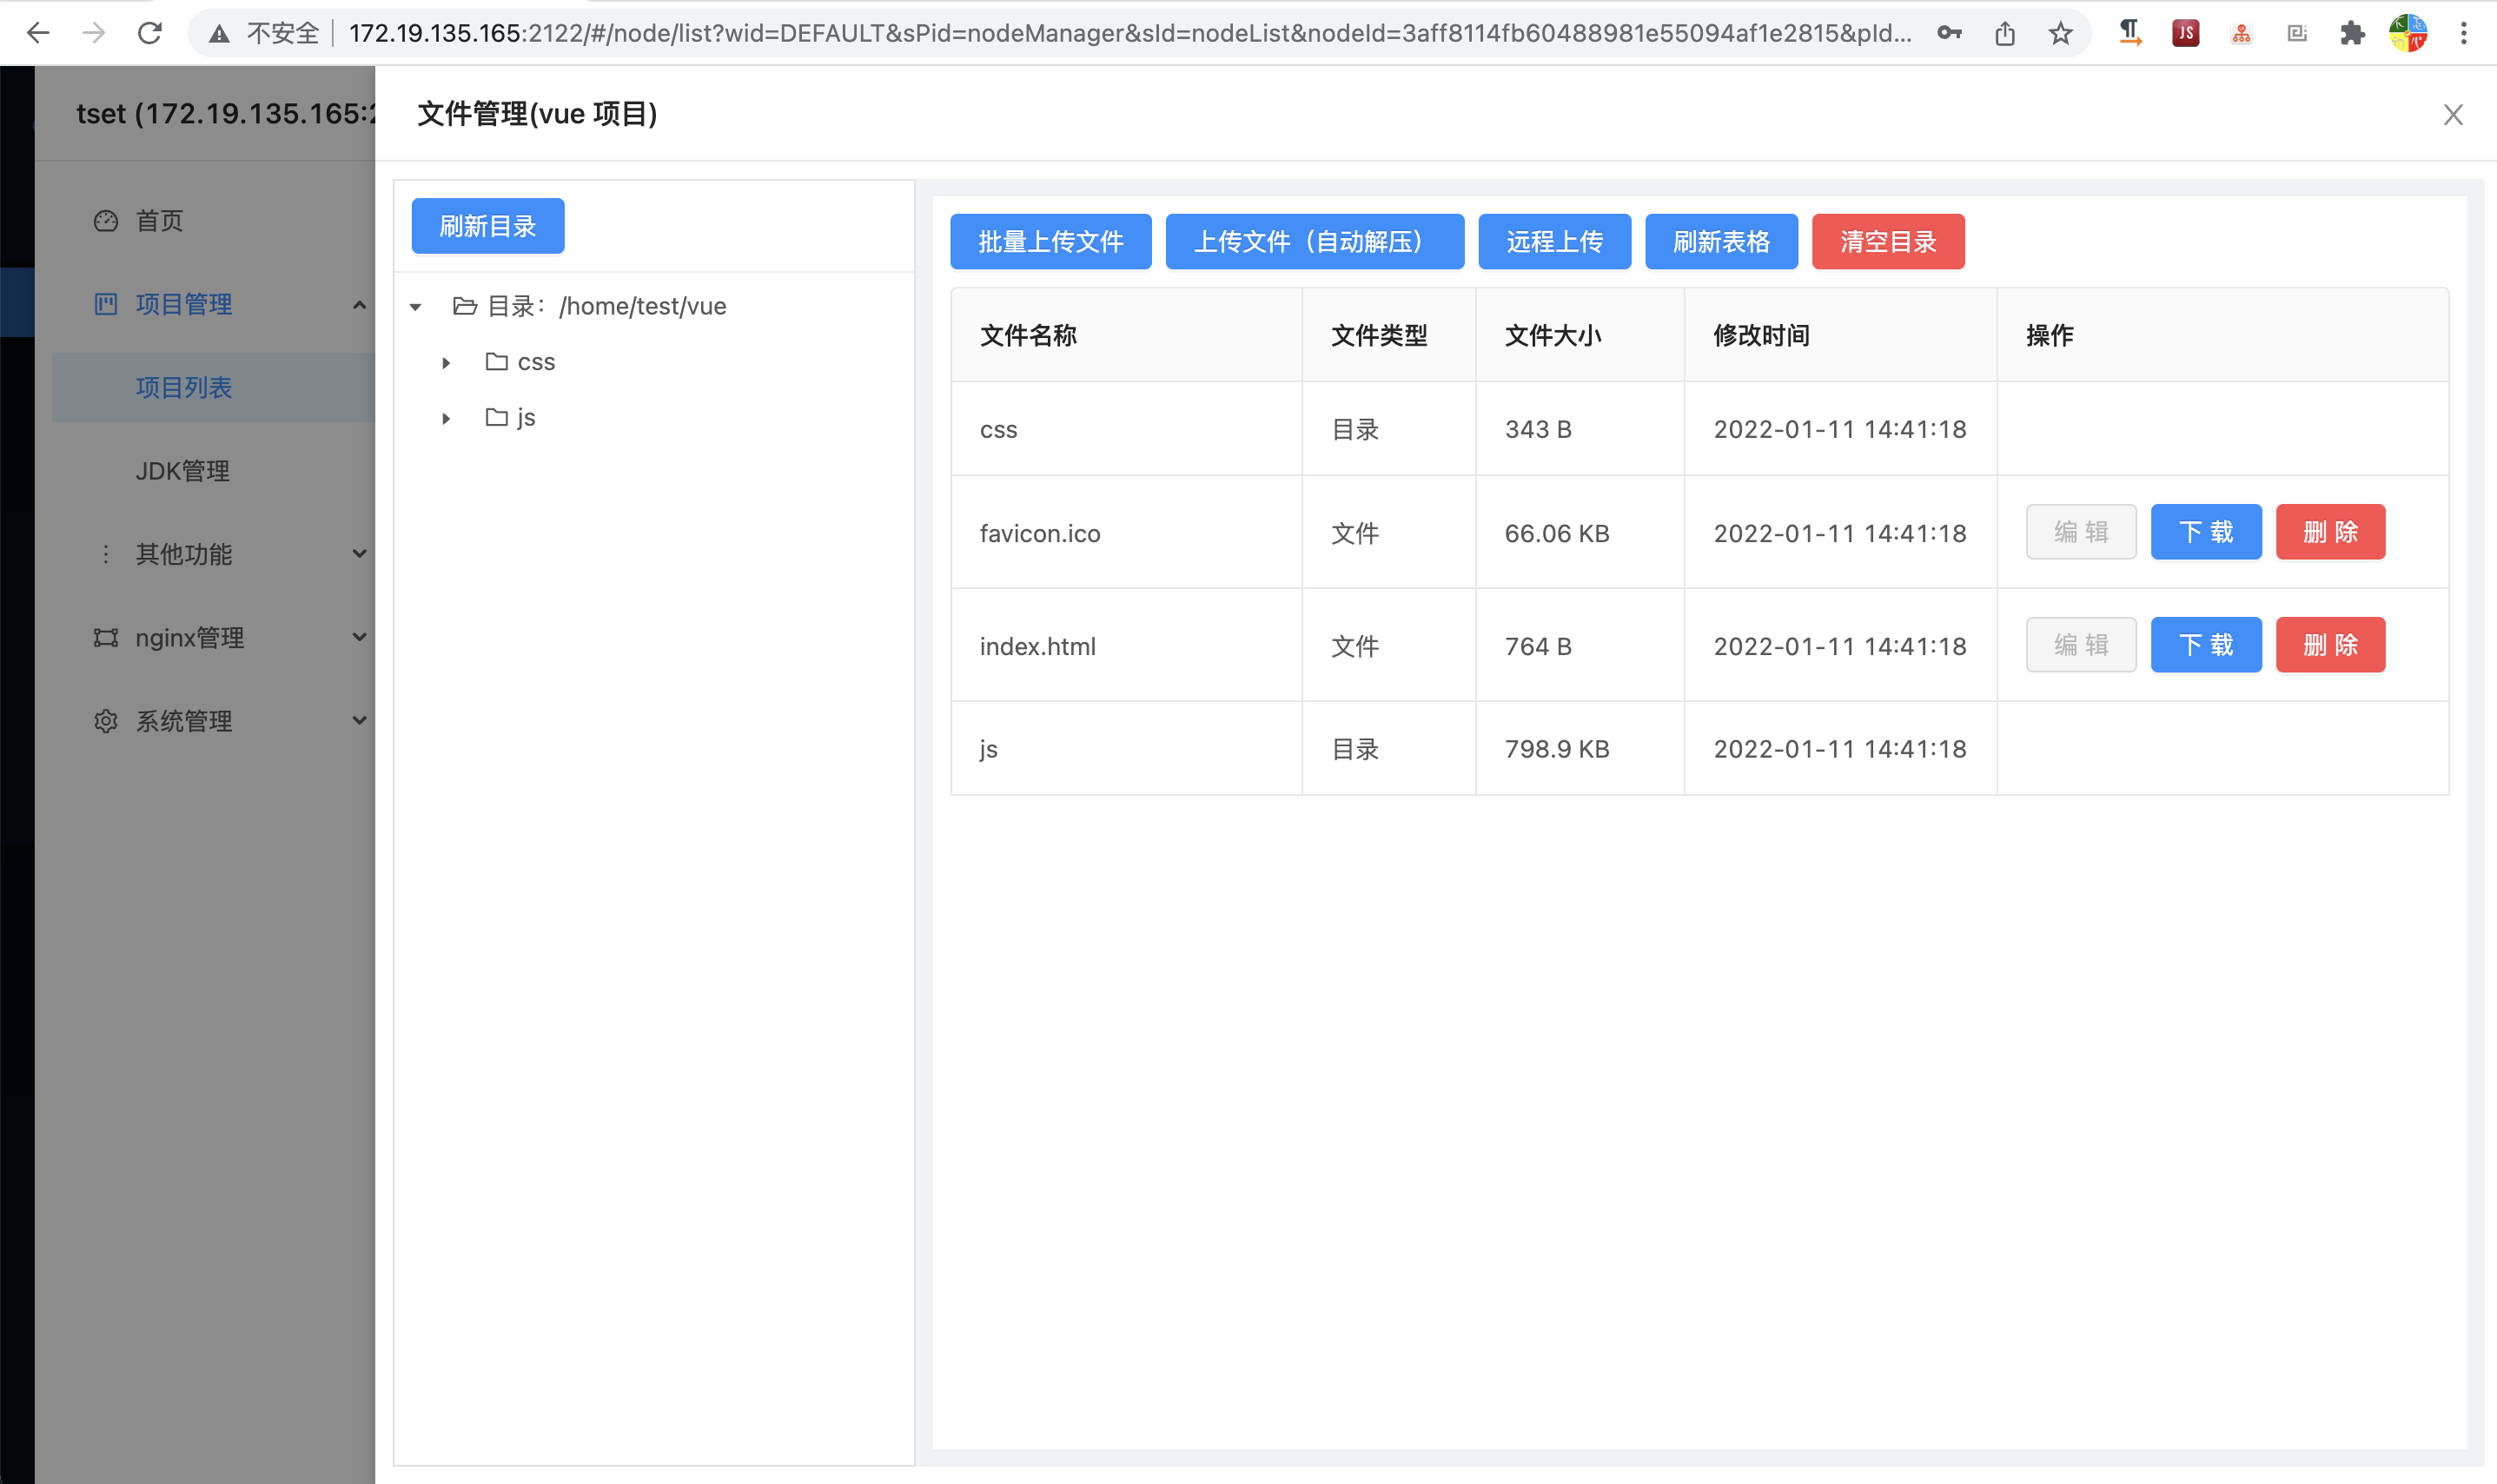 不安全 172.19.135.165:2122/#/node/list?wid=DEFAULT&sPid=nodeManager&sId=nodeList&nodeId=3aff8114fb60488981e55094af1e2815&pId...
JS
tset (172.19.135.165:2
文件管理(vue 项目)
首页
项目管理
项目列表
JDK管理
其他功能
nginx管理
系统管理
刷新目录
目录：/home/test/vue
css
js
批量上传文件 上传文件（自动解压） 远程上传 刷新表格 清空目录
文件名称 文件类型 文件大小 修改时间 操作
css 目录 343 B 2022-01-11 14:41:18
favicon.ico 文件 66.06 KB 2022-01-11 14:41:18 编 辑 下 载 删 除
index.html 文件 764 B 2022-01-11 14:41:18 编 辑 下 载 删 除
js 目录 798.9 KB 2022-01-11 14:41:18